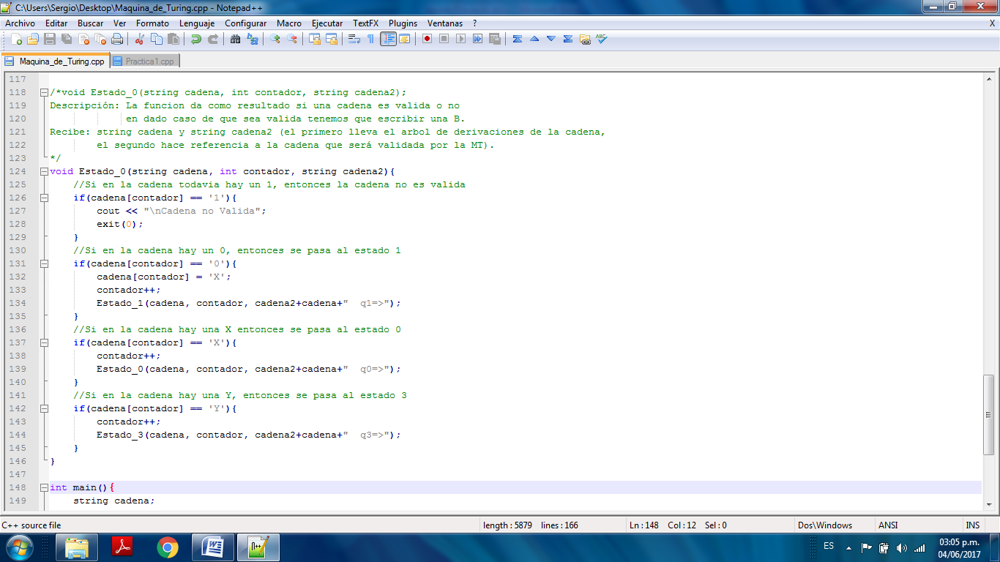 C:\Users\Sergio\Desktop\Maquina_de_Turing.cpp - Notepad++
Archivo Editar Buscar Ver Formato Lenguaje Configurar Macro Ejecutar TextFX Plugins Ventanas ? X
Maquina_de_Turing.cpp Practica1.cpp
117
118 /*void Estado_0(string cadena, int contador, string cadena2);
119 Descripción: La funcion da como resultado si una cadena es valida o no
120 en dado caso de que sea valida tenemos que escribir una B.
121 Recibe: string cadena y string cadena2 (el primero lleva el arbol de derivaciones de la cadena,
122 el segundo hace referencia a la cadena que será validada por la MT).
123 */
124 void Estado_0(string cadena, int contador, string cadena2){
125 //Si en la cadena todavia hay un 1, entonces la cadena no es valida
126 if(cadena[contador] == '1'){
127 cout << "\nCadena no Valida";
128 exit(0);
129 }
130 //Si en la cadena hay un 0, entonces se pasa al estado 1
131 if(cadena[contador] == '0'){
132 cadena[contador] = 'X';
133 contador++;
134 Estado_1(cadena, contador, cadena2+cadena+"  q1=>");
135 }
136 //Si en la cadena hay una X entonces se pasa al estado 0
137 if(cadena[contador] == 'X'){
138 contador++;
139 Estado_0(cadena, contador, cadena2+cadena+"  q0=>");
140 }
141 //Si en la cadena hay una Y, entonces se pasa al estado 3
142 if(cadena[contador] == 'Y'){
143 contador++;
144 Estado_3(cadena, contador, cadena2+cadena+"  q3=>");
145 }
146 }
147
148 int main(){
149 string cadena;
C++ source file length : 5879 lines : 166 Ln : 148 Col : 12 Sel : 0 Dos\Windows ANSI INS
ES 03:05 p.m.
04/06/2017